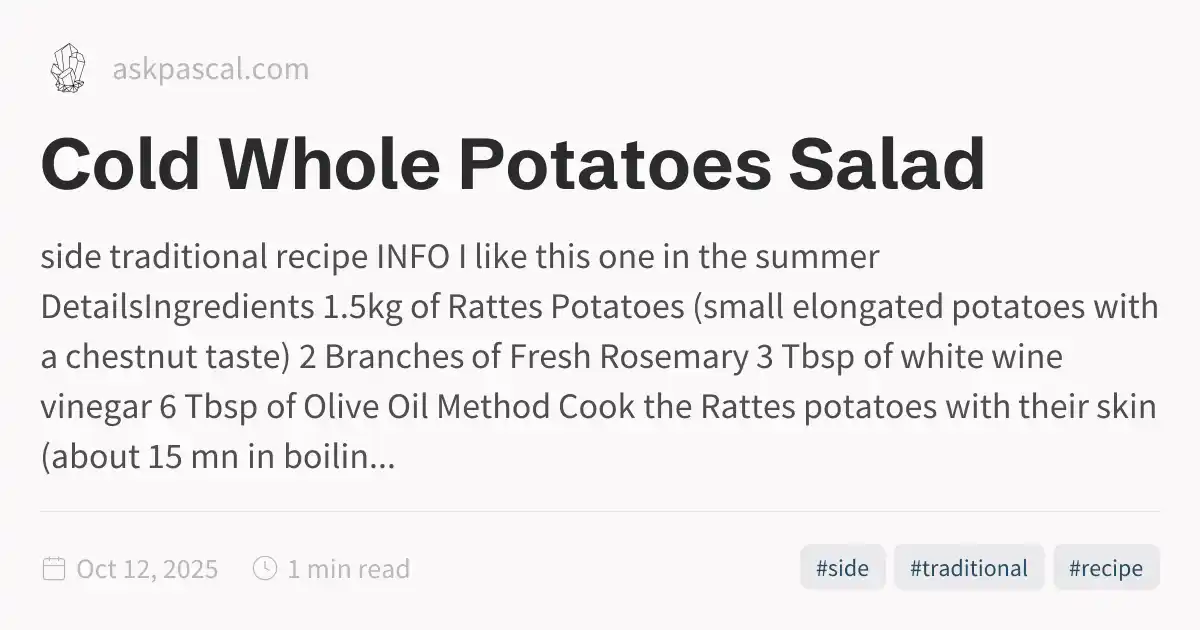 askpascal.com
Cold Whole Potatoes Salad
side traditional recipe INFO I like this one in the summer
DetailsIngredients 1.5kg of Rattes Potatoes (small elongated potatoes with
a chestnut taste) 2 Branches of Fresh Rosemary 3 Tbsp of white wine
vinegar 6 Tbsp of Olive Oil Method Cook the Rattes potatoes with their skin
(about 15 mn in boilin...
Oct 12, 2025 1 min read #side #traditional #recipe